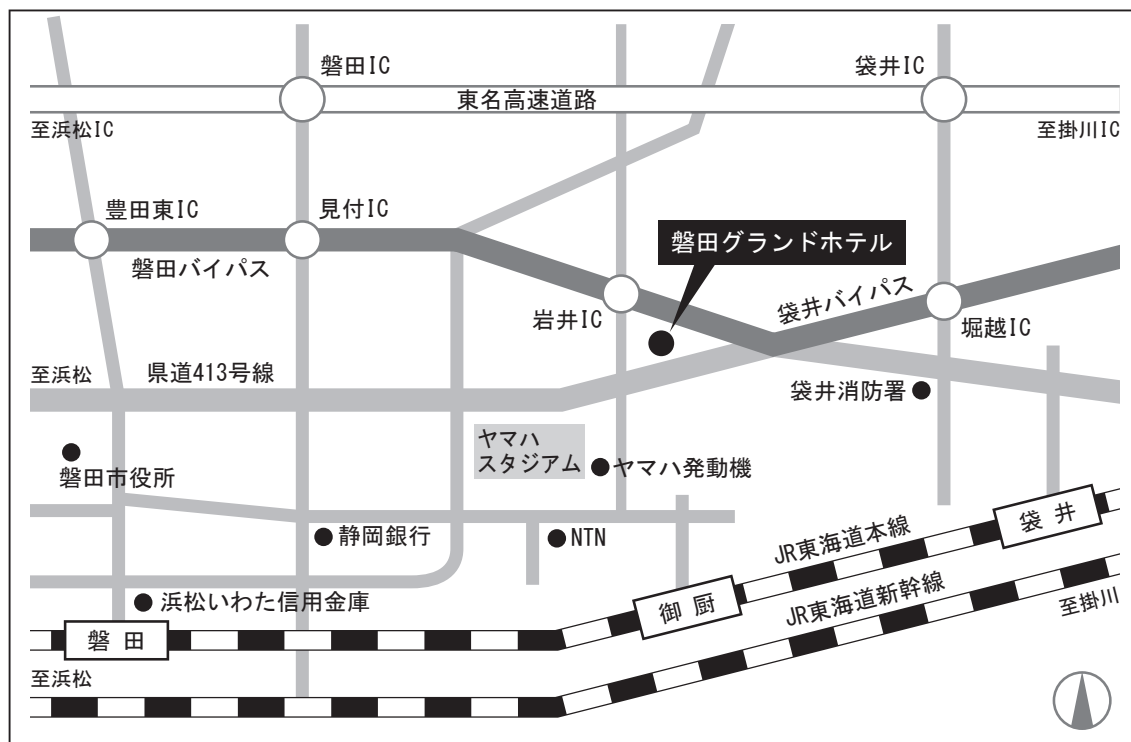 磐田IC
袋井IC
東名高速道路
至浜松IC
至掛川IC
豊田東IC
見付IC
磐田グランドホテル
磐田バイパス
袋井バイパス
岩井IC
堀越IC
至浜松
県道413号線
袋井消防署
ヤマハ
スタジアム
ヤマハ発動機
磐田市役所
袋井
静岡銀行
NTN
JR東海道本線
御厨
JR東海道新幹線
至掛川
浜松いわた信用金庫
磐田
至浜松